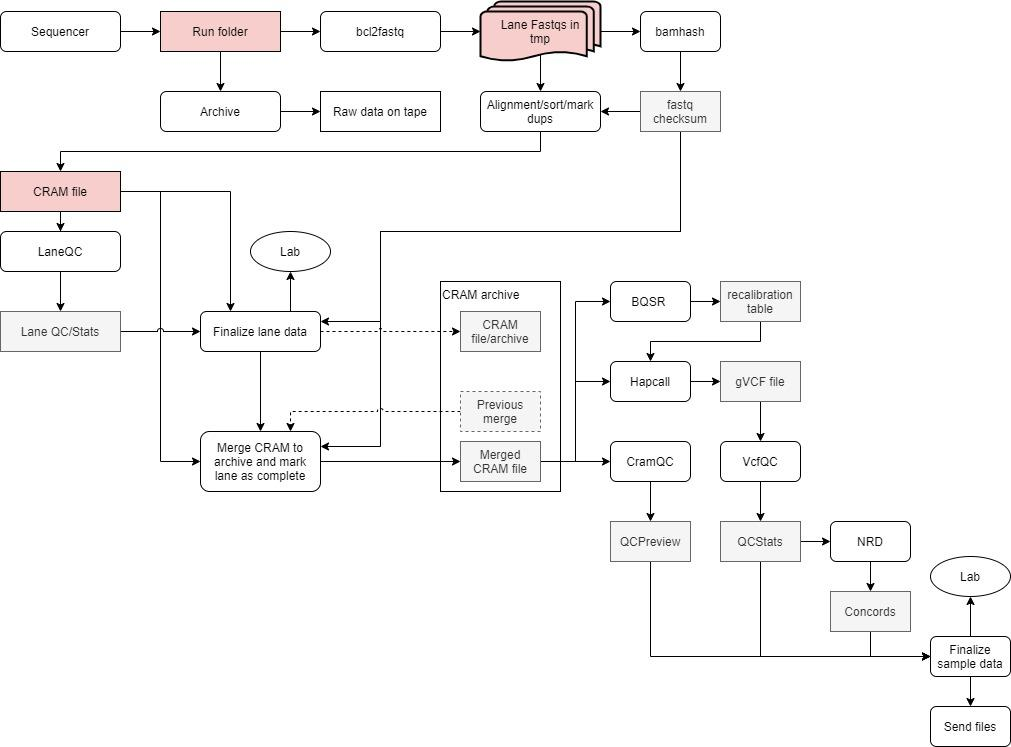 Sequencer
Run folder
bcl2fastq
Lane Fastqs in
tmp
bamhash
Archive
Raw data on tape
Alignment/sort/mark
dups
fastq
checksum
CRAM file
LaneQC
Lab
Lane QC/Stats
Finalize lane data
CRAM archive
CRAM
file/archive
BQSR
recalibration
table
Previous
merge
Hapcall
gVCF file
Merge CRAM to
archive and mark
lane as complete
Merged
CRAM file
CramQC
VcfQC
QCPreview
QCStats
NRD
Lab
Concords
Finalize
sample data
Send files